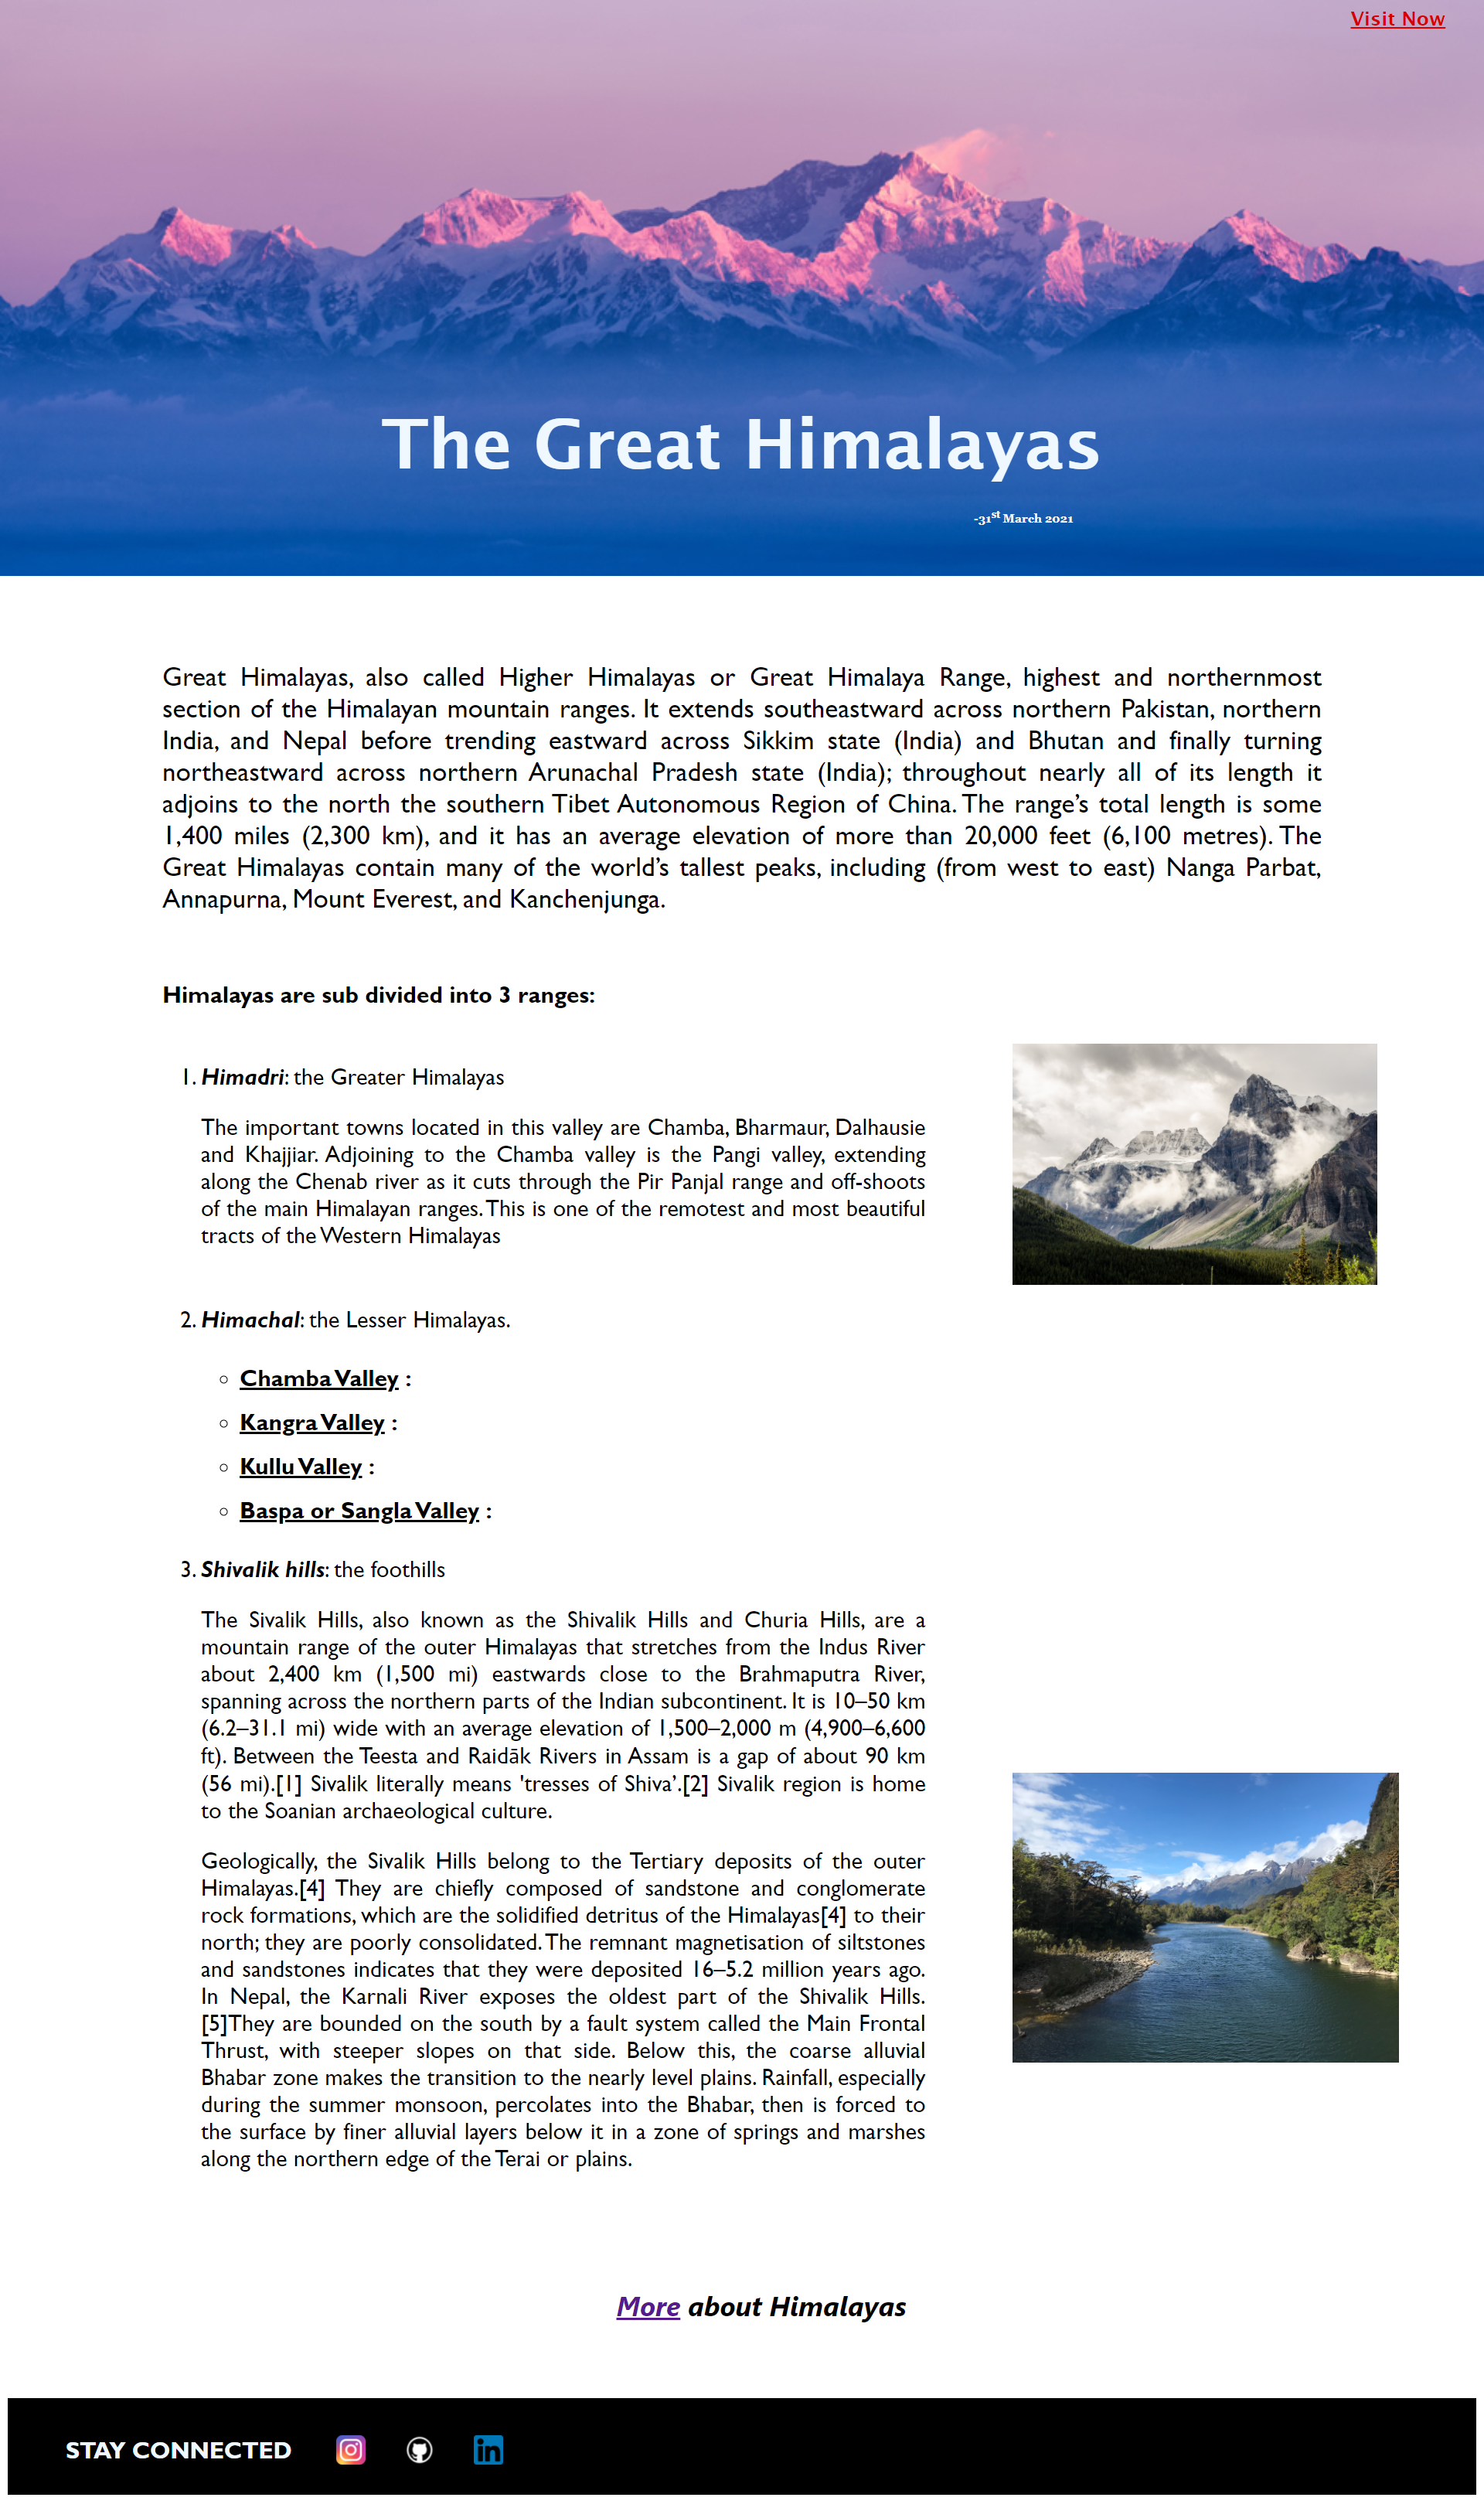 Visit Now
The Great Himalayas
-31st March 2021
Great Himalayas, also called Higher Himalayas or Great Himalaya Range, highest and northernmost
section of the Himalayan mountain ranges. It extends southeastward across northern Pakistan, northern
India, and Nepal before trending eastward across Sikkim state (India) and Bhutan and finally turning
northeastward across northern Arunachal Pradesh state (India); throughout nearly all of its length it
adjoins to the north the southern Tibet Autonomous Region of China. The range’s total length is some
1,400 miles (2,300 km), and it has an average elevation of more than 20,000 feet (6,100 metres). The
Great Himalayas contain many of the world’s tallest peaks, including (from west to east) Nanga Parbat,
Annapurna, Mount Everest, and Kanchenjunga.
Himalayas are sub divided into 3 ranges:
1. Himadri: the Greater Himalayas
The important towns located in this valley are Chamba, Bharmaur, Dalhausie
and Khajjiar. Adjoining to the Chamba valley is the Pangi valley, extending
along the Chenab river as it cuts through the Pir Panjal range and off-shoots
of the main Himalayan ranges. This is one of the remotest and most beautiful
tracts of the Western Himalayas
2. Himachal: the Lesser Himalayas.
Chamba Valley :
Kangra Valley :
Kullu Valley :
Baspa or Sangla Valley :
3. Shivalik hills: the foothills
The Sivalik Hills, also known as the Shivalik Hills and Churia Hills, are a
mountain range of the outer Himalayas that stretches from the Indus River
about 2,400 km (1,500 mi) eastwards close to the Brahmaputra River,
spanning across the northern parts of the Indian subcontinent. It is 10–50 km
(6.2–31.1 mi) wide with an average elevation of 1,500–2,000 m (4,900–6,600
ft). Between the Teesta and Raidāk Rivers in Assam is a gap of about 90 km
(56 mi).[1] Sivalik literally means 'tresses of Shiva’.[2] Sivalik region is home
to the Soanian archaeological culture.
Geologically, the Sivalik Hills belong to the Tertiary deposits of the outer
Himalayas.[4] They are chiefly composed of sandstone and conglomerate
rock formations, which are the solidified detritus of the Himalayas[4] to their
north; they are poorly consolidated. The remnant magnetisation of siltstones
and sandstones indicates that they were deposited 16–5.2 million years ago.
In Nepal, the Karnali River exposes the oldest part of the Shivalik Hills.
[5]They are bounded on the south by a fault system called the Main Frontal
Thrust, with steeper slopes on that side. Below this, the coarse alluvial
Bhabar zone makes the transition to the nearly level plains. Rainfall, especially
during the summer monsoon, percolates into the Bhabar, then is forced to
the surface by finer alluvial layers below it in a zone of springs and marshes
along the northern edge of the Terai or plains.
More about Himalayas
STAY CONNECTED